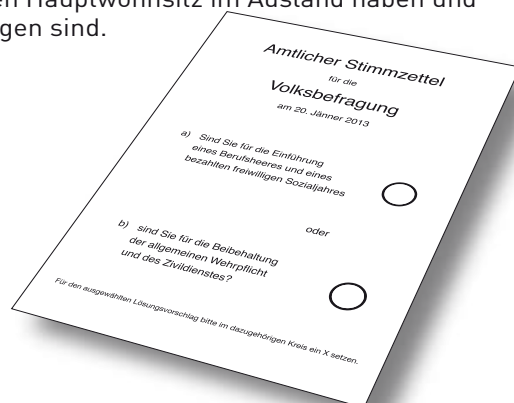 en Hauptwohnsitz im Ausland haben und
gen sind.
Amtlicher Stimmzettel
für die
Volksbefragung
am 20. Jänner 2013
a) Sind Sie für die Einführung
eines Berufsheeres und eines
bezahlten freiwilligen Sozialjahres
oder
b) sind Sie für die Beibehaltung
der allgemeinen Wehrpflicht
und des Zivildienstes?
Für den ausgewählten Lösungsvorschlag bitte im dazugehörigen Kreis ein X setzen.